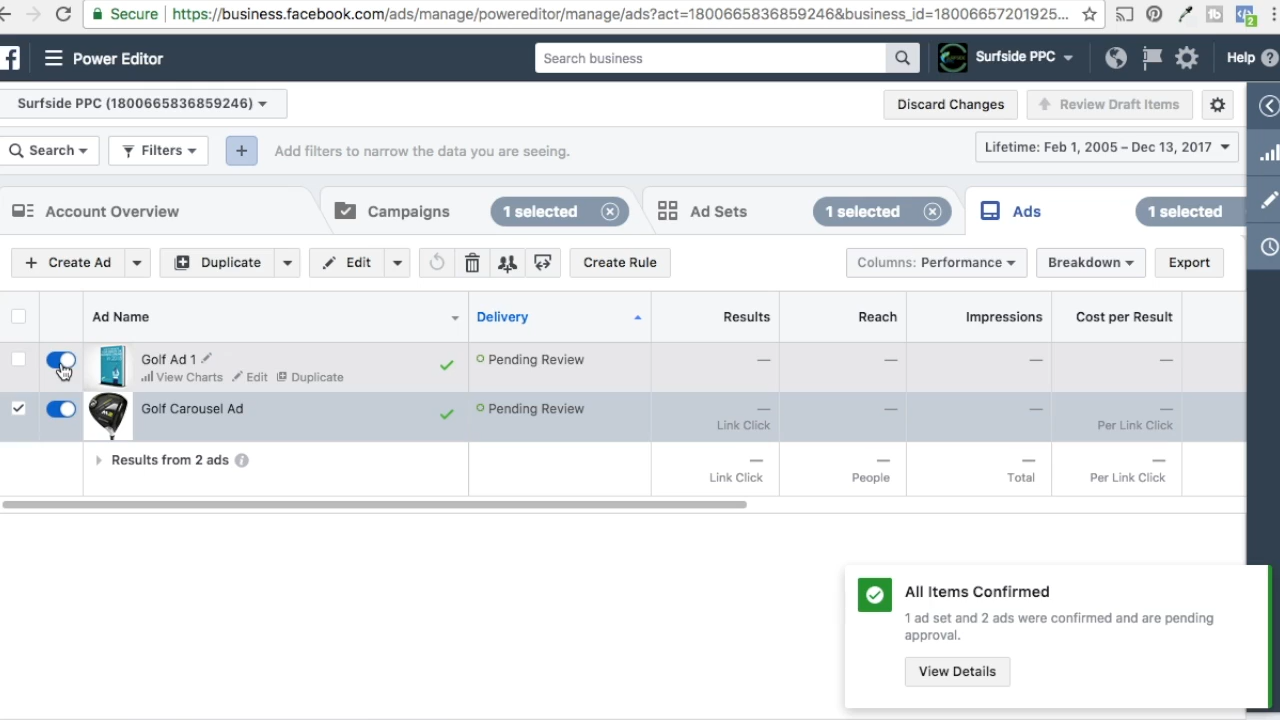 Secure https://business.facebook.com/ads/manage/powereditor/manage/ads?act=1800665836859246&business_id=18006657201925...
2
Power Editor
Search business
Surfside PPC
Help
Surfside PPC (1800665836859246)
Discard Changes
Review Draft Items
Search
Filters
+
Add filters to narrow the data you are seeing.
Lifetime: Feb 1, 2005 – Dec 13, 2017
Account Overview
Campaigns
1 selected
Ad Sets
1 selected
Ads
1 selected
+ Create Ad
Duplicate
Edit
Create Rule
Columns: Performance
Breakdown
Export
Ad Name
Delivery
Results
Reach
Impressions
Cost per Result
Golf Ad 1
Pending Review
— — — —
View Charts Edit Duplicate
Golf Carousel Ad
Pending Review
— — — —
Link Click
Per Link Click
Results from 2 ads
— — — —
Link Click
People
Total
Per Link Click
All Items Confirmed
1 ad set and 2 ads were confirmed and are pending
approval.
View Details